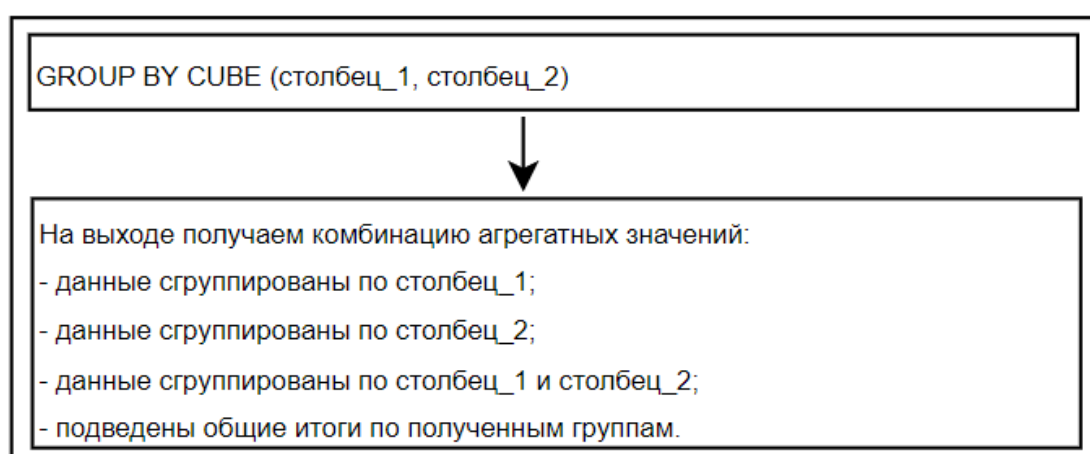 GROUP BY CUBE (столбец_1, столбец_2)
На выходе получаем комбинацию агрегатных значений:
- данные сгруппированы по столбец_1;
- данные сгруппированы по столбец_2;
- данные сгруппированы по столбец_1 и столбец_2;
- подведены общие итоги по полученным группам.